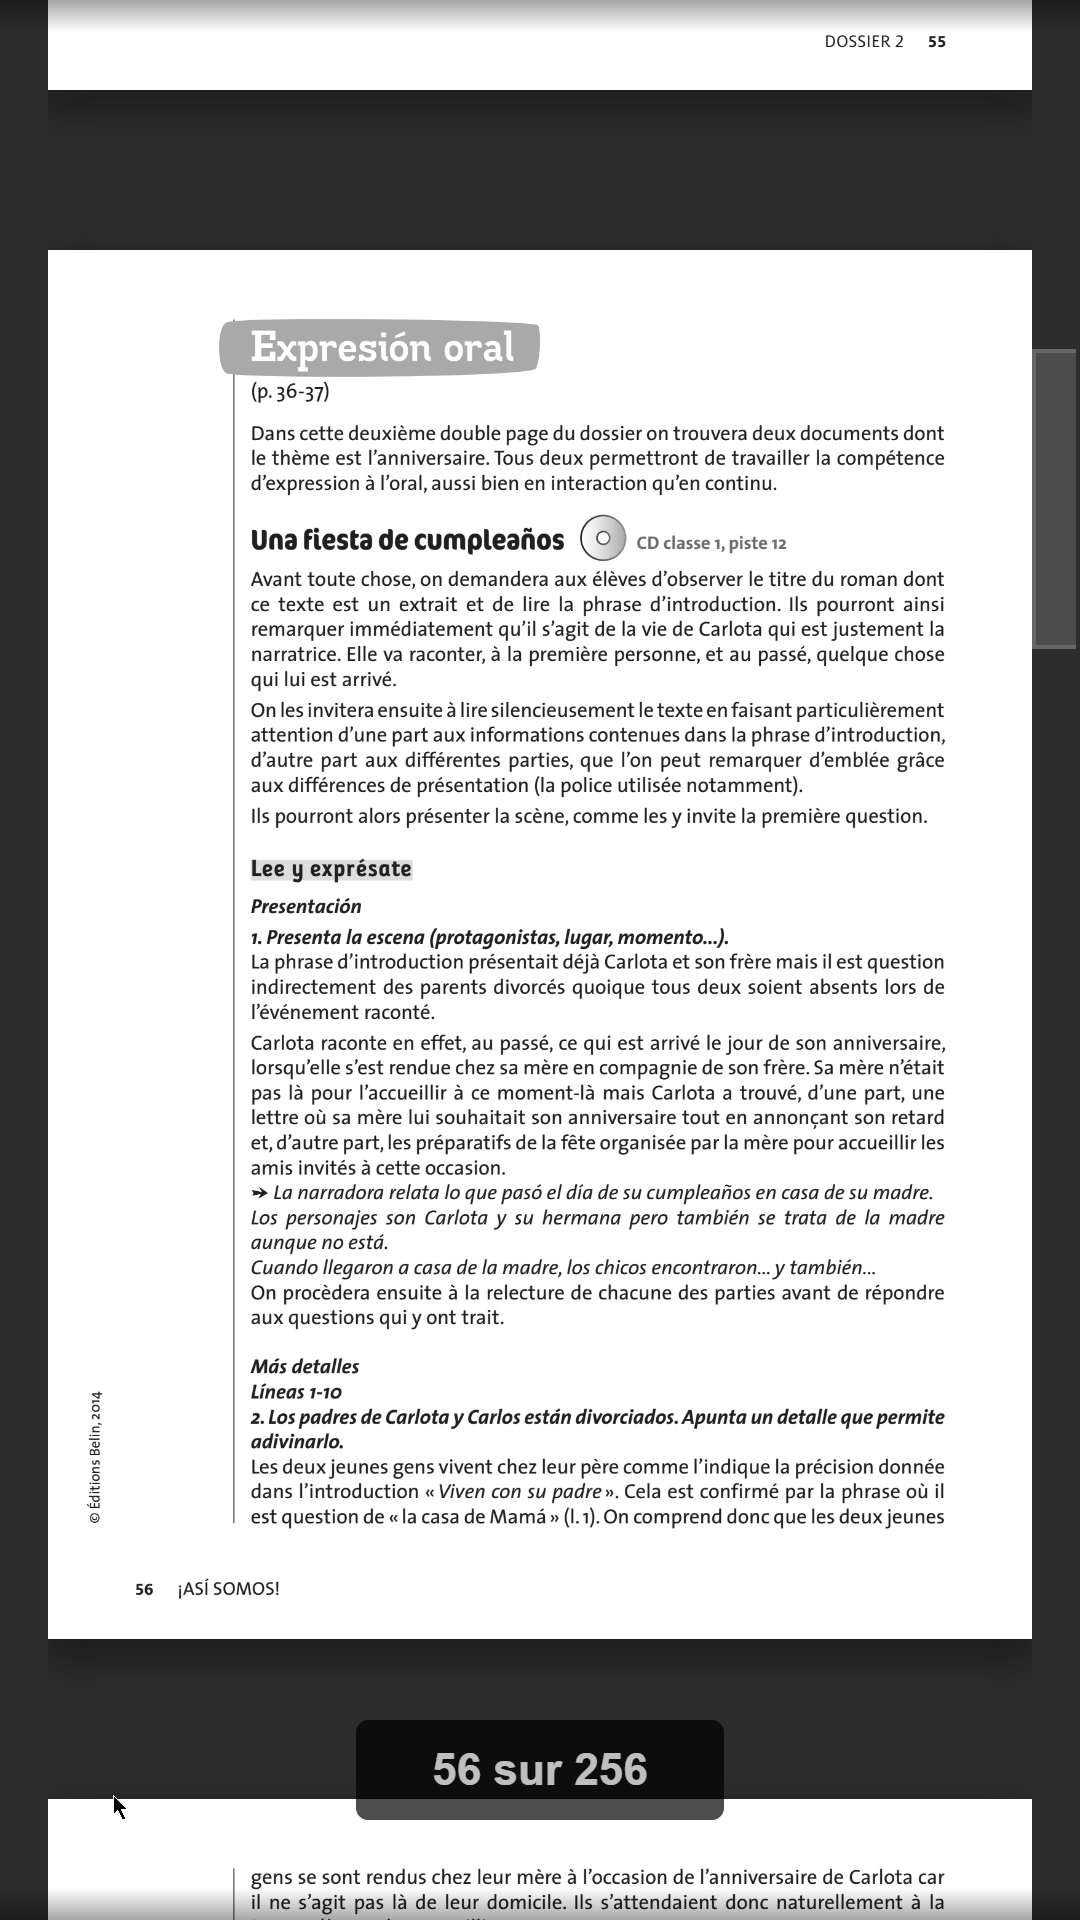 DOSSIER 2 55
Expresión oral
(p. 36-37)
Dans cette deuxième double page du dossier on trouvera deux documents dont
le thème est l’anniversaire. Tous deux permettront de travailler la compétence
d’expression à l’oral, aussi bien en interaction qu’en continu.
Una fiesta de cumpleaños CD classe 1, piste 12
Avant toute chose, on demandera aux élèves d’observer le titre du roman dont
ce texte est un extrait et de lire la phrase d’introduction. Ils pourront ainsi
remarquer immédiatement qu’il s’agit de la vie de Carlota qui est justement la
narratrice. Elle va raconter, à la première personne, et au passé, quelque chose
qui lui est arrivé.
On les invitera ensuite à lire silencieusement le texte en faisant particulièrement
attention d’une part aux informations contenues dans la phrase d’introduction,
d’autre part aux différentes parties, que l’on peut remarquer d’emblée grâce
aux différences de présentation (la police utilisée notamment).
Ils pourront alors présenter la scène, comme les y invite la première question.
Lee y exprésate
Presentación
1. Presenta la escena (protagonistas, lugar, momento...).
La phrase d’introduction présentait déjà Carlota et son frère mais il est question
indirectement des parents divorcés quoique tous deux soient absents lors de
l’événement raconté.
Carlota raconte en effet, au passé, ce qui est arrivé le jour de son anniversaire,
lorsqu’elle s’est rendue chez sa mère en compagnie de son frère. Sa mère n’était
pas là pour l’accueillir à ce moment-là mais Carlota a trouvé, d’une part, une
lettre où sa mère lui souhaitait son anniversaire tout en annonçant son retard
et, d’autre part, les préparatifs de la fête organisée par la mère pour accueillir les
amis invités à cette occasion.
➔ La narradora relata lo que pasó el día de su cumpleaños en casa de su madre.
Los personajes son Carlota y su hermana pero también se trata de la madre
aunque no está.
Cuando llegaron a casa de la madre, los chicos encontraron... y también...
On procèdera ensuite à la relecture de chacune des parties avant de répondre
aux questions qui y ont trait.
Más detalles
Líneas 1-10
2. Los padres de Carlota y Carlos están divorciados. Apunta un detalle que permite
adivinarlo.
Les deux jeunes gens vivent chez leur père comme l’indique la précision donnée
dans l’introduction « Viven con su padre ». Cela est confirmé par la phrase où il
est question de « la casa de Mamá » (l. 1). On comprend donc que les deux jeunes
© Éditions Belin, 2014
56 ¡ASÍ SOMOS!
56 sur 256
gens se sont rendus chez leur mère à l’occasion de l’anniversaire de Carlota car
il ne s’agit pas là de leur domicile. Ils s’attendaient donc naturellement à la